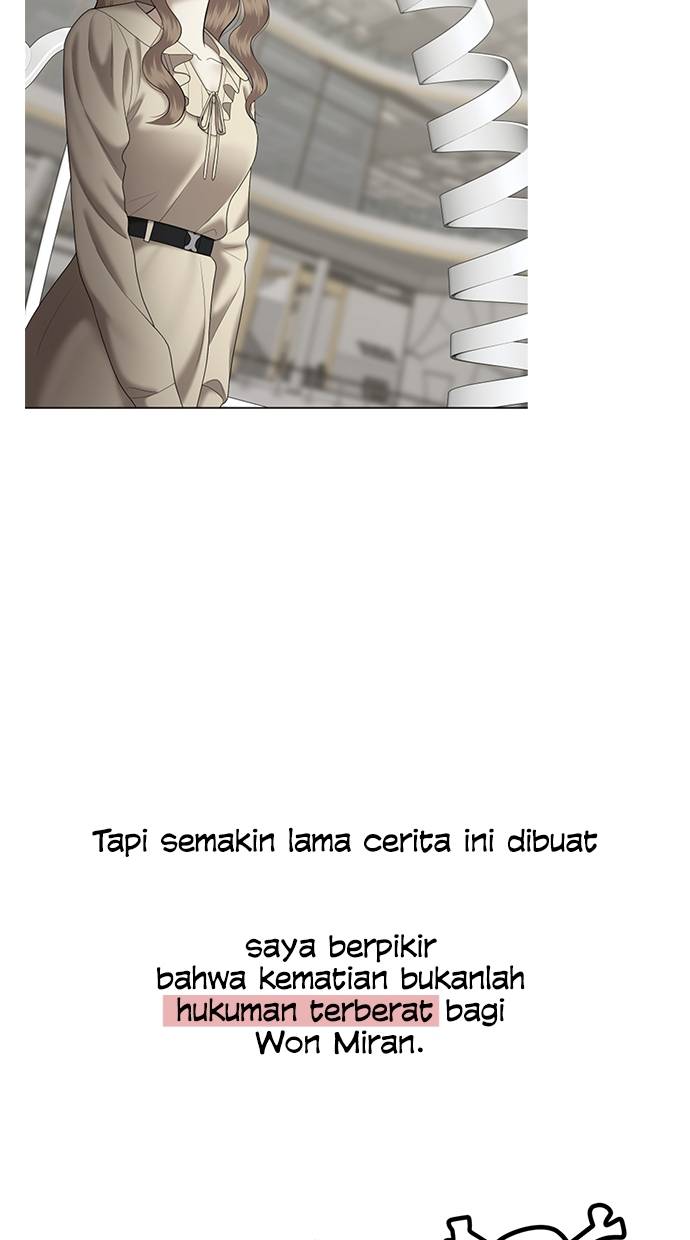 Tapi semakin lama cerita ini dibuat
saya berpikir
bahwa kematian bukanlah
hukuman terberat bagi
Won Miran.